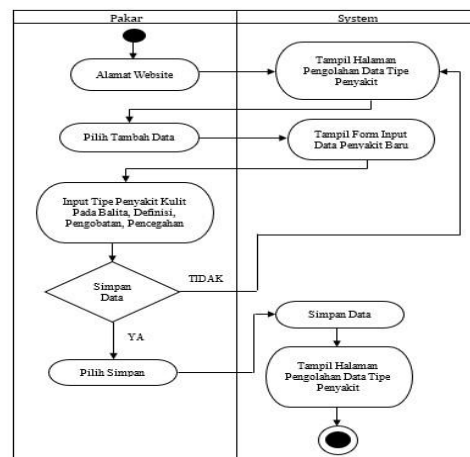 Pakar
System
Alamat Website
Tampil Halaman
Pengolahan Data Tipe
Penyakit
Pilih Tambah Data
Tampil Form Input
Data Penyakit Baru
Input Tipe Penyakit Kulit
Pada Balita, Definisi,
Pengobatan, Pencegahan
Simpan
Data
TIDAK
YA
Pilih Simpan
Simpan Data
Tampil Halaman
Pengolahan Data Tipe
Penyakit